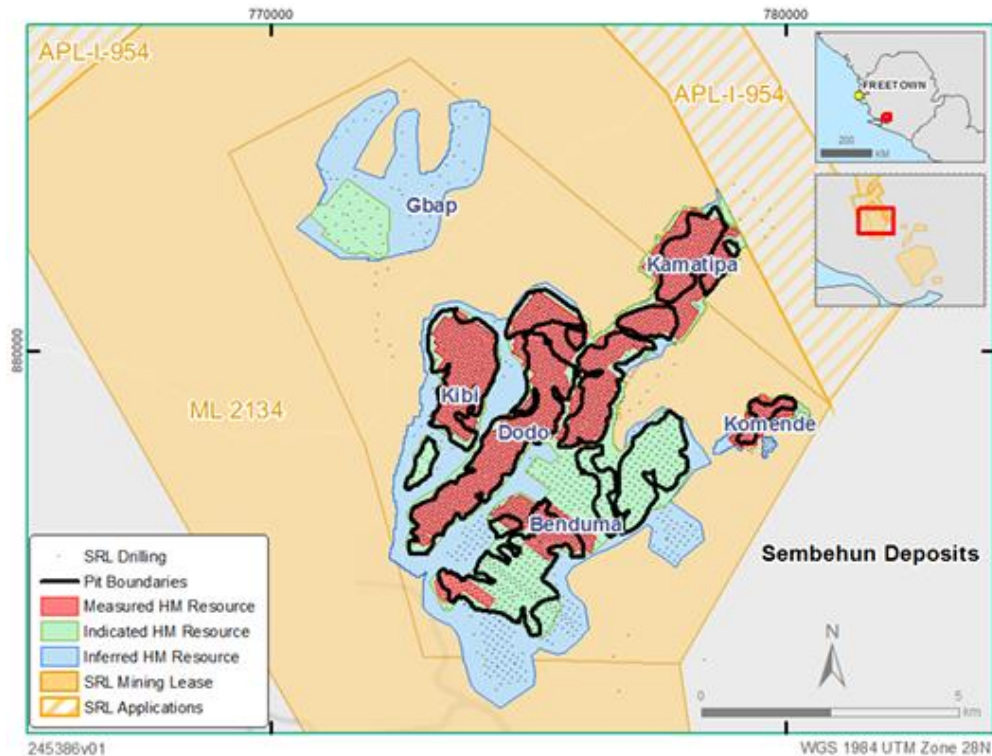 770000
780000
APL-I-954
APL-I-954
FREETOWN
200
KM
Gbap
Kamatipa
880000
880000
Kibi
ML 2134
Dodo
Komende
Benduma
Sembehun Deposits
SRL Drilling
Pit Boundaries
Measured HM Resource
Indicated HM Resource
Inferred HM Resource
SRL Mining Lease
SRL Applications
N
0
5
km
245386v01
WGS 1984 UTM Zone 28N